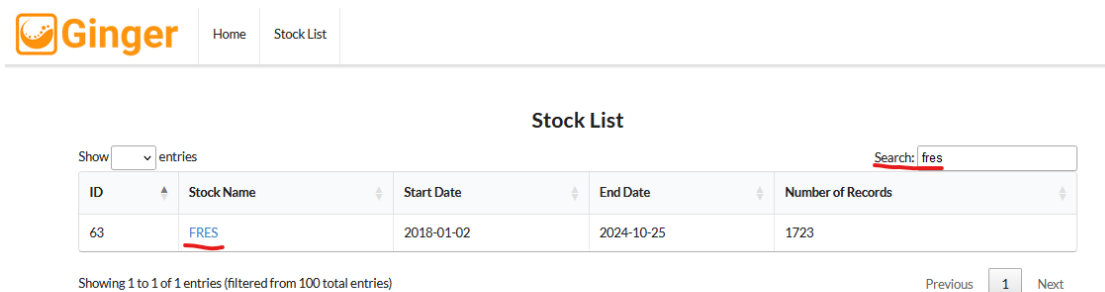 Ginger Home Stock List
Stock List
Show entries Search: fres
ID Stock Name Start Date End Date Number of Records
63 FRES 2018-01-02 2024-10-25 1723
Showing 1 to 1 of 1 entries (filtered from 100 total entries) Previous 1 Next